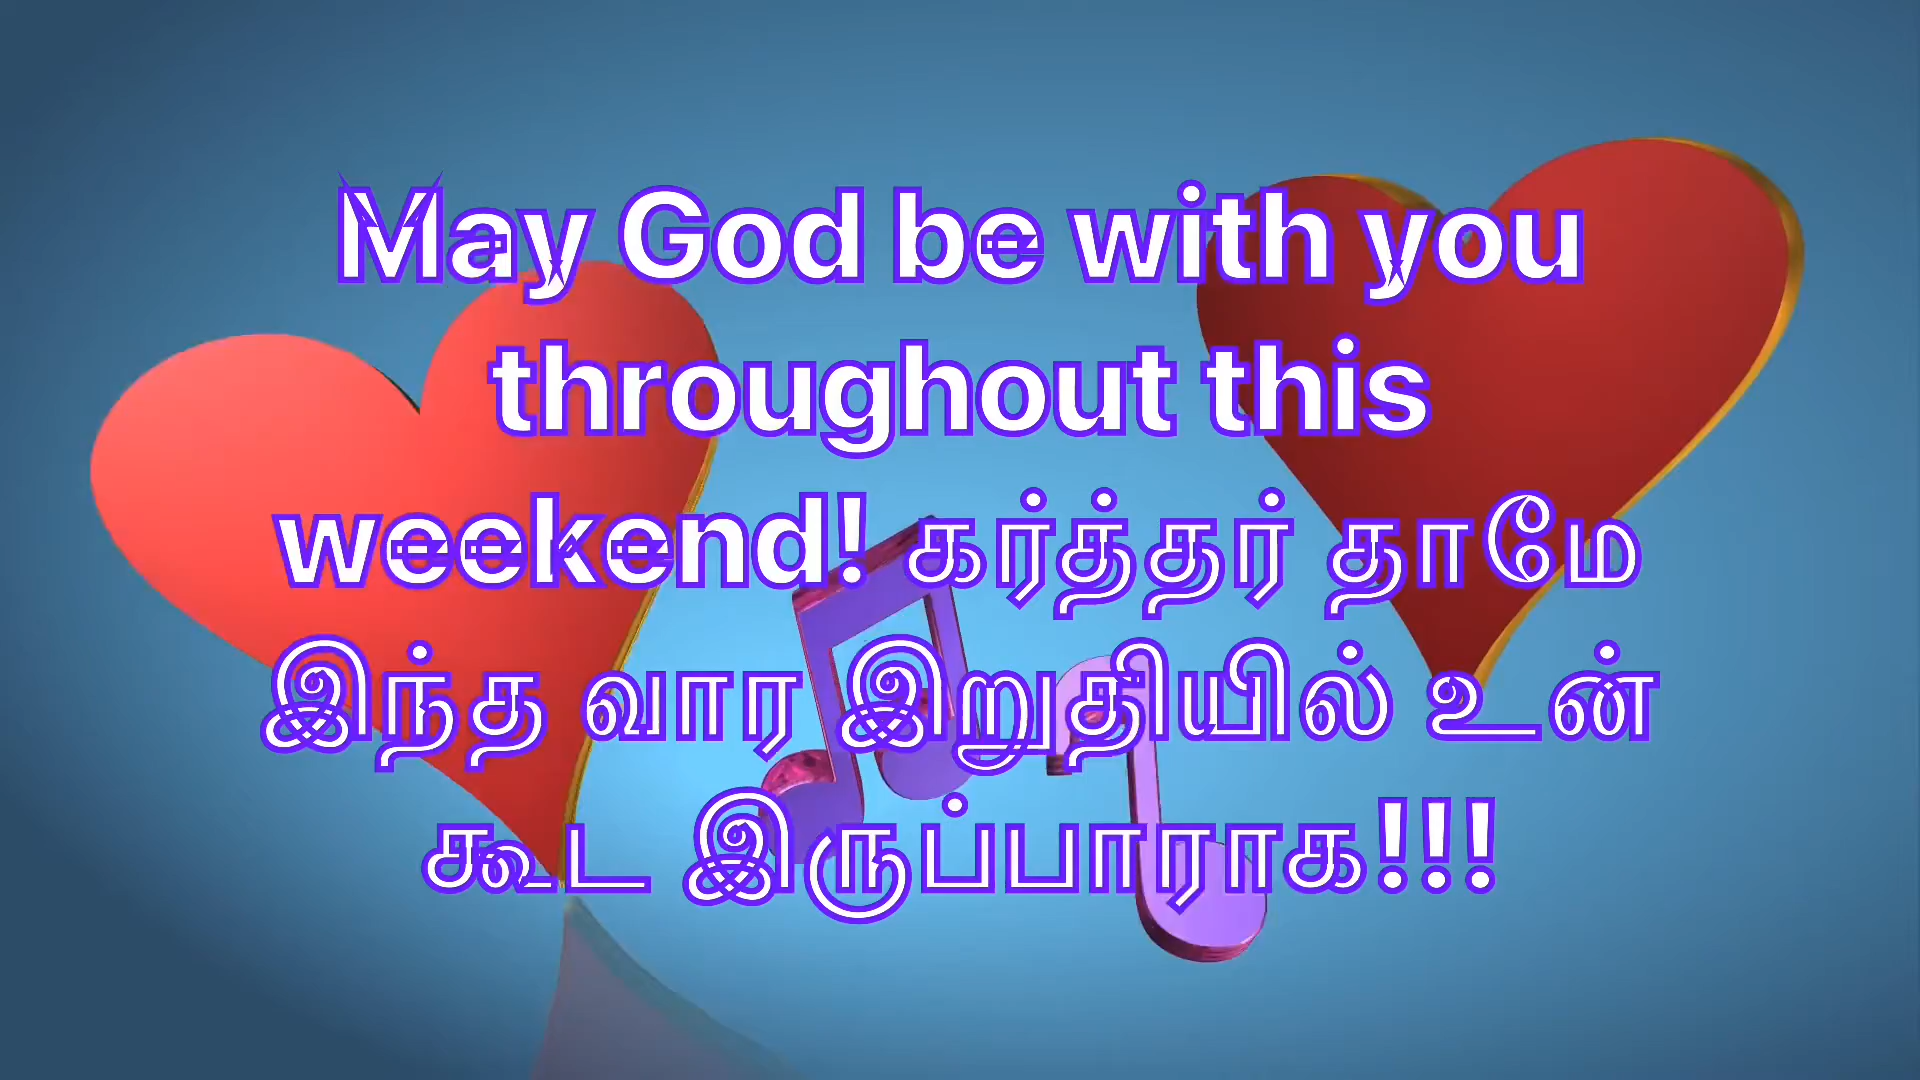 May God be with you
throughout this
weekend! கர்த்தர் தாமே
இந்த வார இறுதியில் உன்
கூட இருப்பாராக!!!